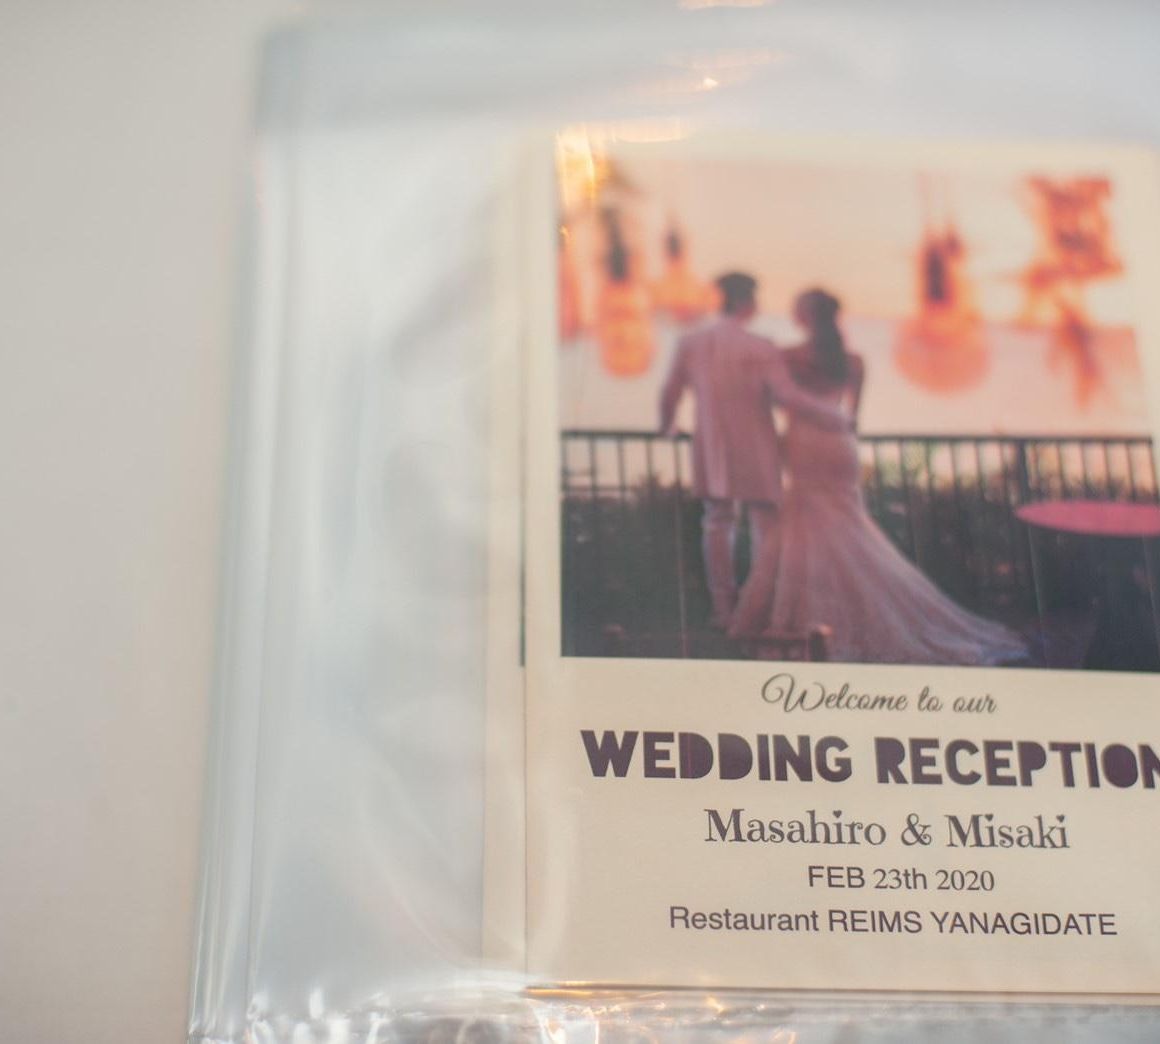 Welcome to our
WEDDING RECEPTION
Masahiro & Misaki
FEB 23th 2020
Restaurant REIMS YANAGIDATE